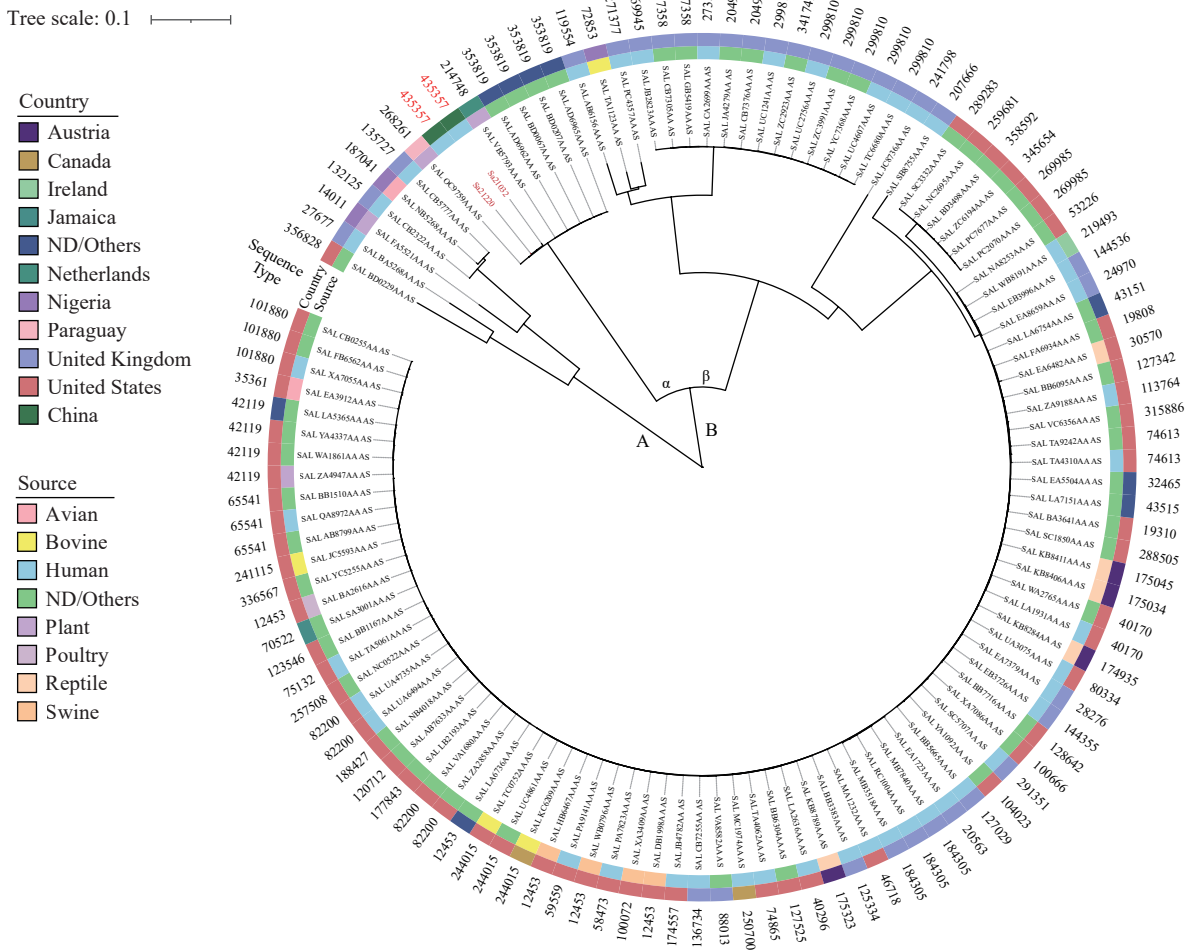 Tree scale: 0.1
Country
Austria
Canada
Ireland
Jamaica
ND/Others
Netherlands
Nigeria
Paraguay
United Kingdom
United States
China
Source
Avian
Bovine
Human
ND/Others
Plant
Poultry
Reptile
Swine
Sequence
Type
Country
Source
A
B
α
β
356828
27677
14011
132125
187041
135727
268261
435357
435357
214748
353819
353819
353819
353819
119554
72853
271377
341741
299810
299810
299810
299810
299810
241798
207666
289283
259681
358592
345654
269985
269985
53226
219493
144536
24970
43151
19808
30570
127342
113764
315886
74613
74613
32465
43515
19310
288505
175045
175034
40170
40170
174935
80334
28276
144355
128642
100666
291351
104023
127029
20563
184305
184305
184305
46718
125334
175323
40296
127525
74865
250700
88013
136734
174557
12453
100072
58473
12453
59559
12453
244015
244015
244015
12453
82200
82200
177843
120712
188427
82200
82200
257508
75132
123546
70522
12453
336567
241115
65541
65541
65541
42119
42119
42119
42119
35361
101880
101880
101880
SAL BD0229AA AS
SAL BA5268AA AS
SAL FA5521AA AS
SAL CB2322AA AS
SAL NB5268AA AS
SAL CB5777AA AS
SAL OC9759AA AS
Sa21220
Sa21032
SAL VB5793AA AS
SAL AD6962AA AS
SAL BD0067AA AS
SAL BD0207AA AS
SAL AD6965AA AS
SAL AB6156AA AS
SAL TA1123AA AS
SAL PC4357AA AS
SAL JB2823AA AS
SAL CB7305AA AS
SAL GB5419AA AS
SAL CA2699AA AS
SAL IA4279AA AS
SAL CB7376AA AS
SAL UC1241AA AS
SAL ZC2923AA AS
SAL UC2756AA AS
SAL ZC3991AA AS
SAL YC7368AA AS
SAL UC4607AA AS
SAL TC6680AA AS
SAL JC8736AA AS
SAL SB8755AA AS
SAL SC3332AA AS
SAL NC2695AA AS
SAL BD3498AA AS
SAL ZC6194AA AS
SAL PC7677AA AS
SAL PC2070AA AS
SAL NA8253AA AS
SAL WB8191AA AS
SAL EB3996AA AS
SAL EA8659AA AS
SAL LA6754AA AS
SAL FA6934AA AS
SAL EA6482AA AS
SAL BB6095AA AS
SAL ZA9188AA AS
SAL VC6356AA AS
SAL TA9242AA AS
SAL TA4310AA AS
SAL EA5504AA AS
SAL LA7151AA AS
SAL BA3641AA AS
SAL SC1850AA AS
SAL KB8411AA AS
SAL KB8406AA AS
SAL WA2765AA AS
SAL LA1931AA AS
SAL KB8284AA AS
SAL UA3075AA AS
SAL EA7379AA AS
SAL EB3726AA AS
SAL BB7716AA AS
SAL XA7086AA AS
SAL SC5707AA AS
SAL YA1092AA AS
SAL BB5665AA AS
SAL EA1723AA AS
SAL MB7840AA AS
SAL RC1004AA AS
SAL MB3518AA AS
SAL MA1232AA AS
SAL BB3383AA AS
SAL KB8789AA AS
SAL LA2636AA AS
SAL BB6304AA AS
SAL TA4062AA AS
SAL MC1974AA AS
SAL VA8582AA AS
SAL CB7255AA AS
SAL JB4782AA AS
SAL DB1998AA AS
SAL XA3409AA AS
SAL PA7823AA AS
SAL WB0796AA AS
SAL PA9141AA AS
SAL HB6467AA AS
SAL KC6209AA AS
SAL UC4861AA AS
SAL TC0752AA AS
SAL LA6736AA AS
SAL ZA2858AA AS
SAL VA1680AA AS
SAL LB2193AA AS
SAL AB7633AA AS
SAL NB4018AA AS
SAL UA6494AA AS
SAL UA4735AA AS
SAL NC0522AA AS
SAL TA5061AA AS
SAL BB1167AA AS
SAL SA3001AA AS
SAL BA2616AA AS
SAL YC5255AA AS
SAL JC5593AA AS
SAL AB8799AA AS
SAL QA8972AA AS
SAL BB1510AA AS
SAL ZA4947AA AS
SAL WA1861AA AS
SAL YA4337AA AS
SAL LA5365AA AS
SAL EA3912AA AS
SAL XA7055AA AS
SAL FB6562AA AS
SAL CB0255AA AS